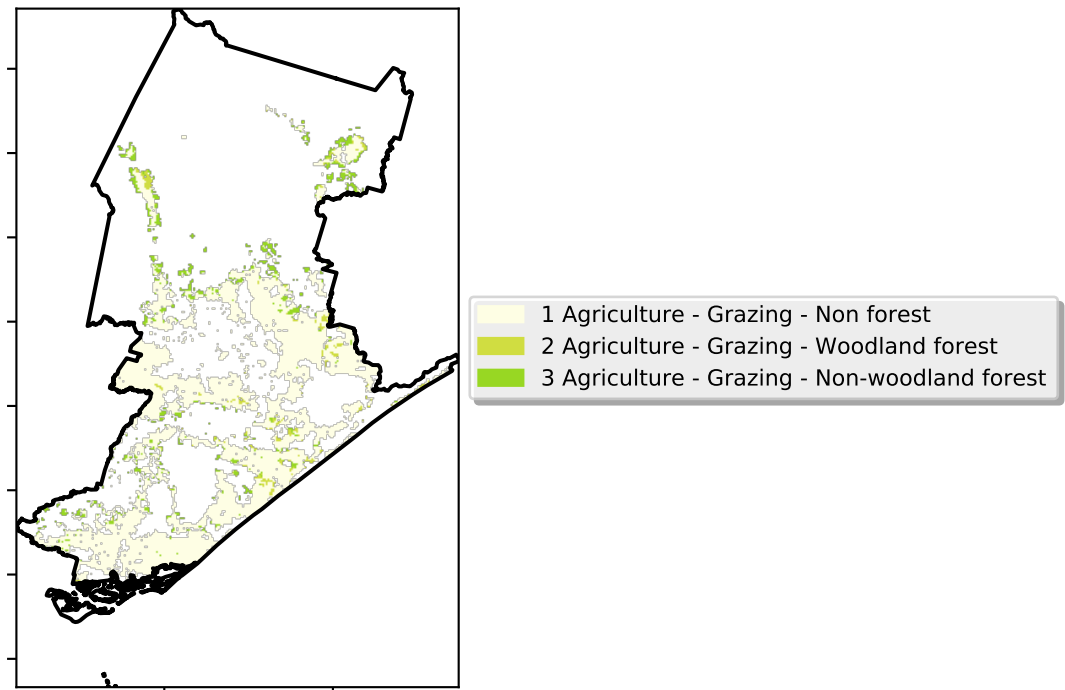 1 Agriculture - Grazing - Non forest
2 Agriculture - Grazing - Woodland forest
3 Agriculture - Grazing - Non-woodland forest